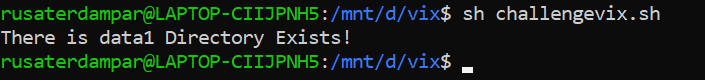 rusaterdampar@LAPTOP-CIIJPNH5:/mnt/d/vix$ sh challengevix.sh
There is data1 Directory Exists!
rusaterdampar@LAPTOP-CIIJPNH5:/mnt/d/vix$ _